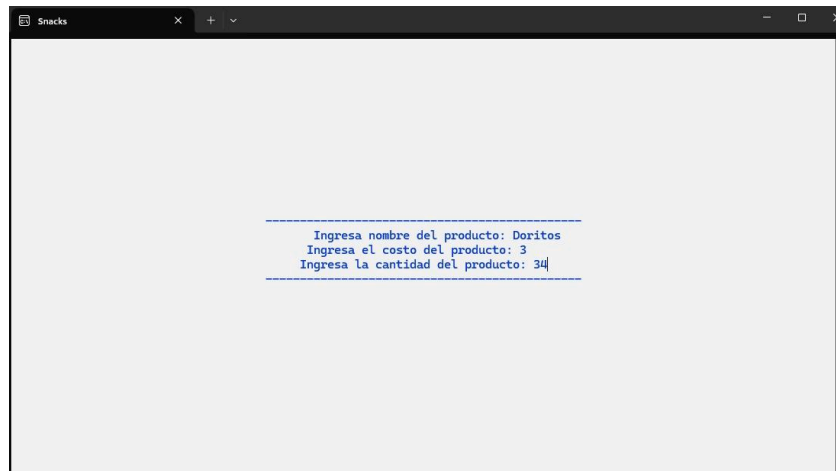 Snacks
----------------------------------------------
Ingresa nombre del producto: Doritos
Ingresa el costo del producto: 3
Ingresa la cantidad del producto: 34
----------------------------------------------